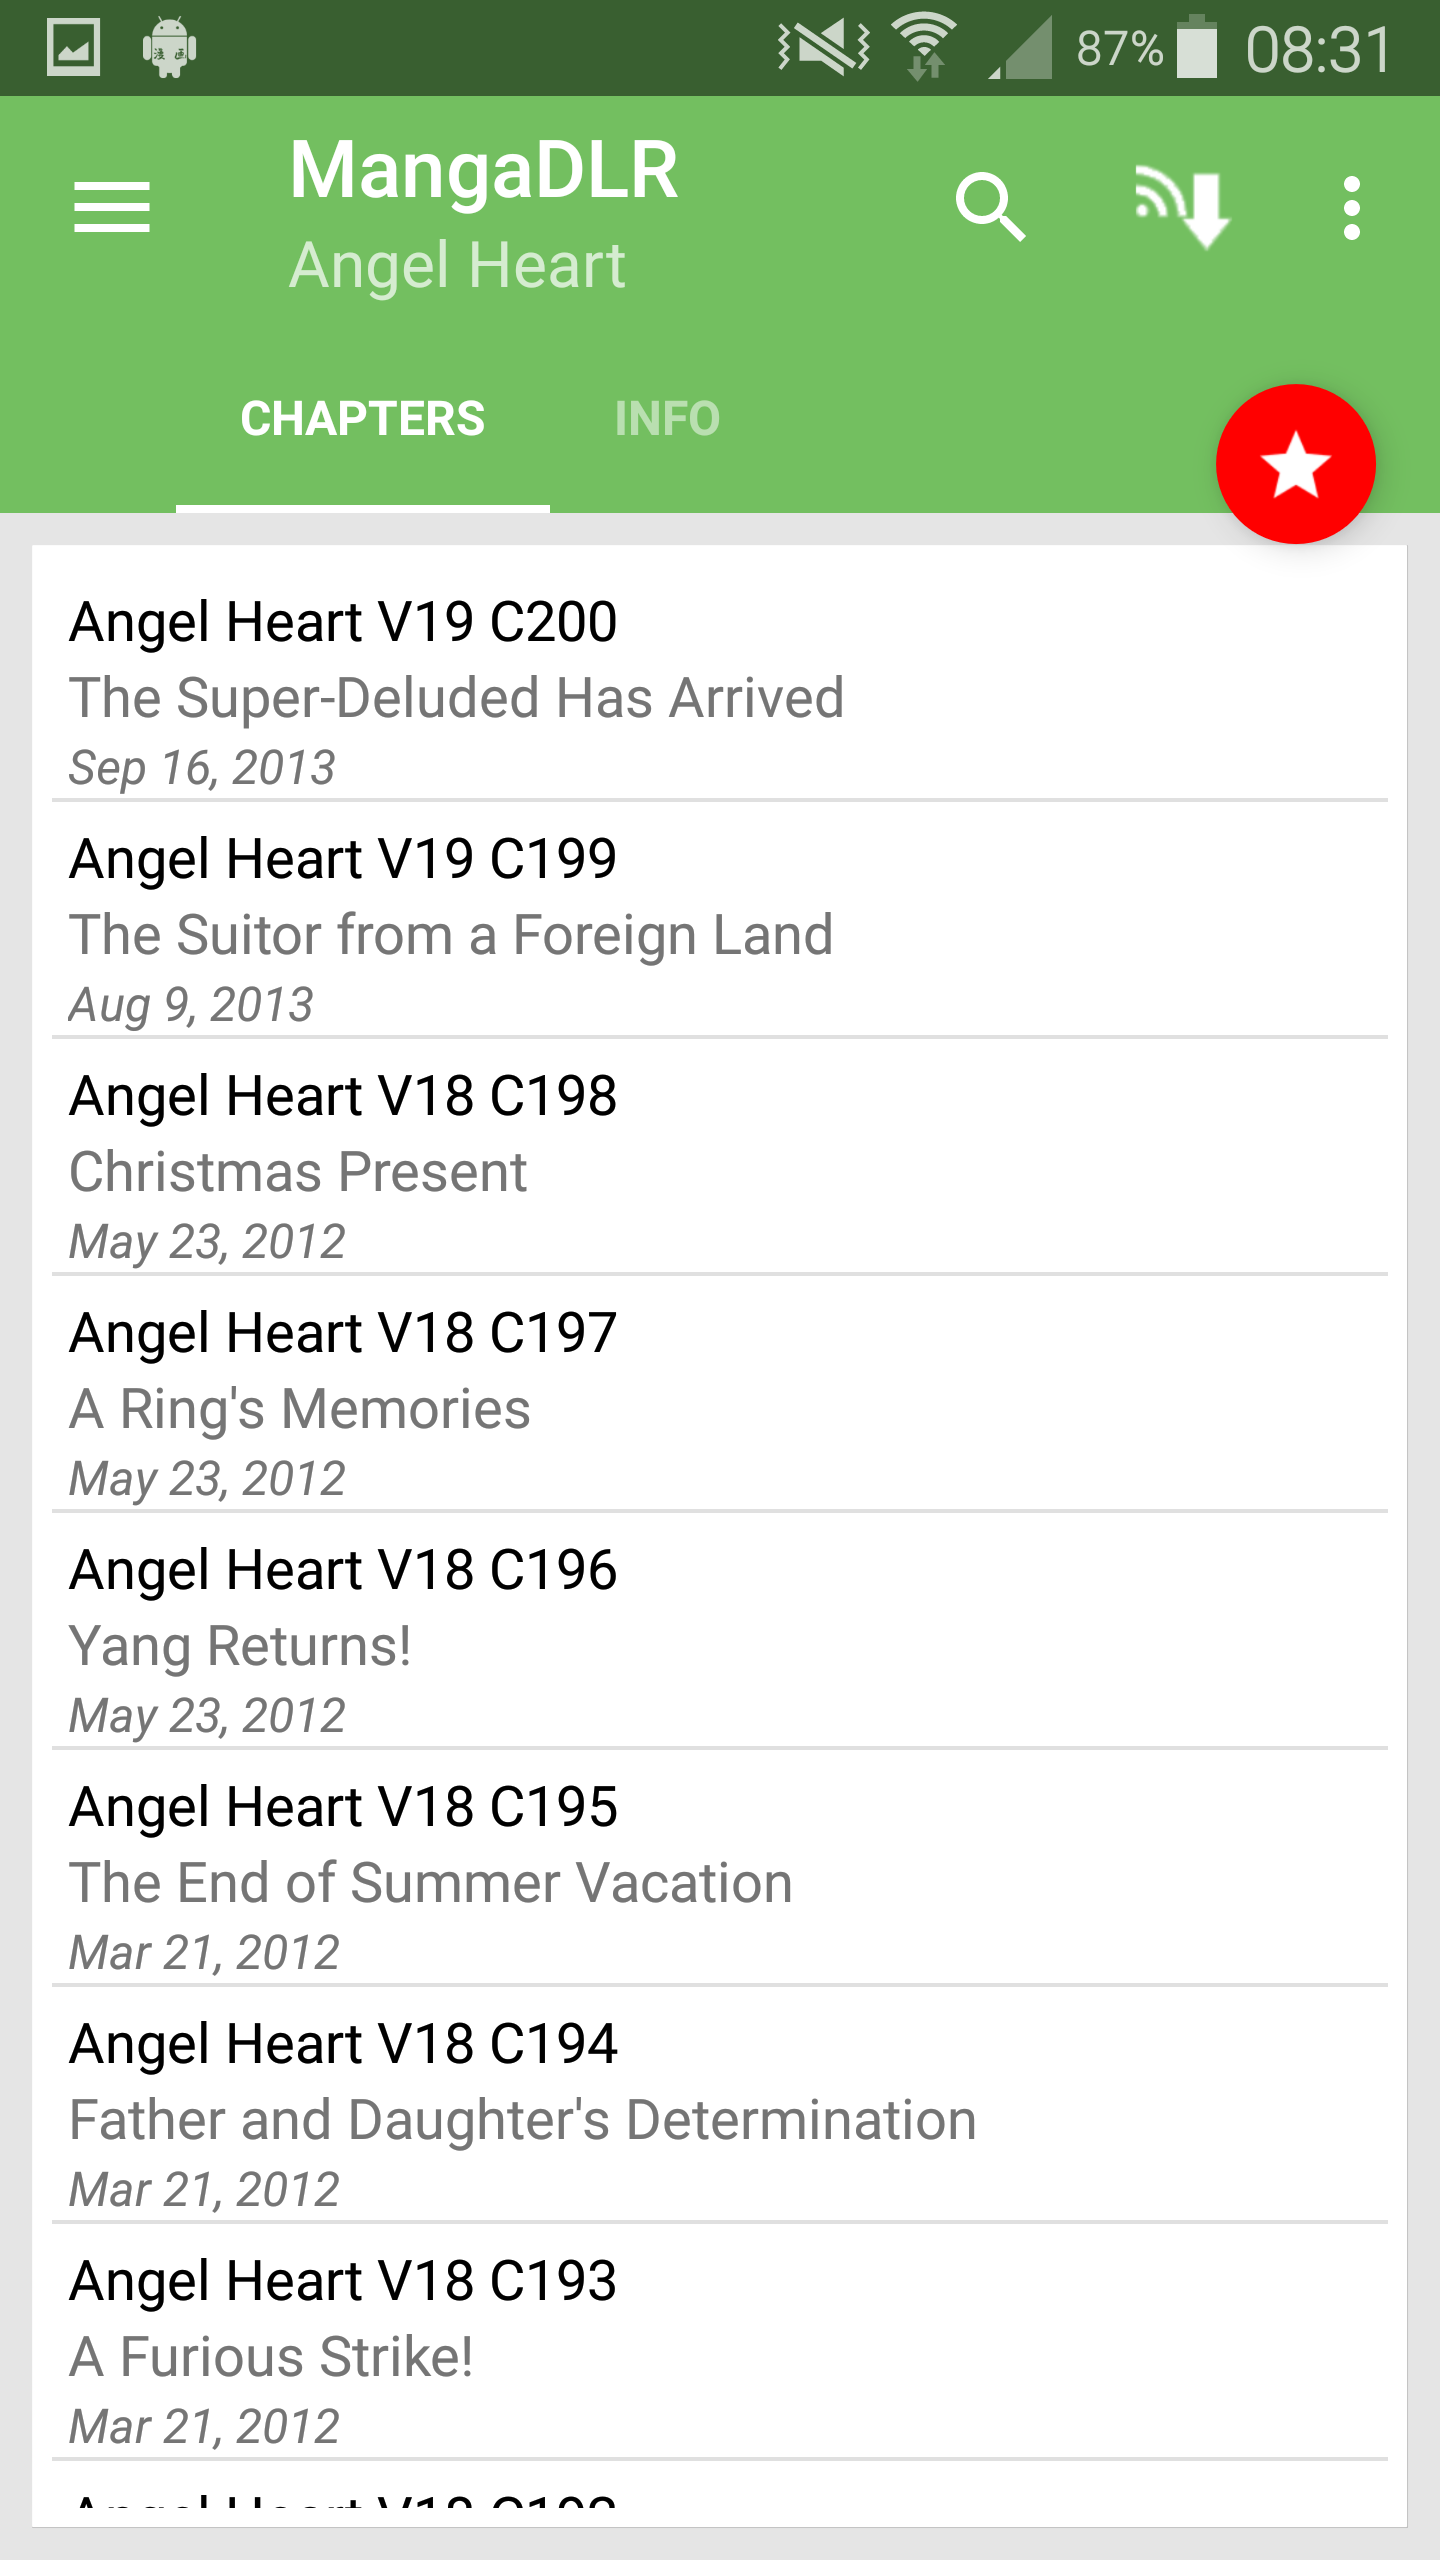 87% 08:31
MangaDLR
Angel Heart
CHAPTERS INFO
Angel Heart V19 C200
The Super-Deluded Has Arrived
Sep 16, 2013
Angel Heart V19 C199
The Suitor from a Foreign Land
Aug 9, 2013
Angel Heart V18 C198
Christmas Present
May 23, 2012
Angel Heart V18 C197
A Ring's Memories
May 23, 2012
Angel Heart V18 C196
Yang Returns!
May 23, 2012
Angel Heart V18 C195
The End of Summer Vacation
Mar 21, 2012
Angel Heart V18 C194
Father and Daughter's Determination
Mar 21, 2012
Angel Heart V18 C193
A Furious Strike!
Mar 21, 2012
Angel Heart V18